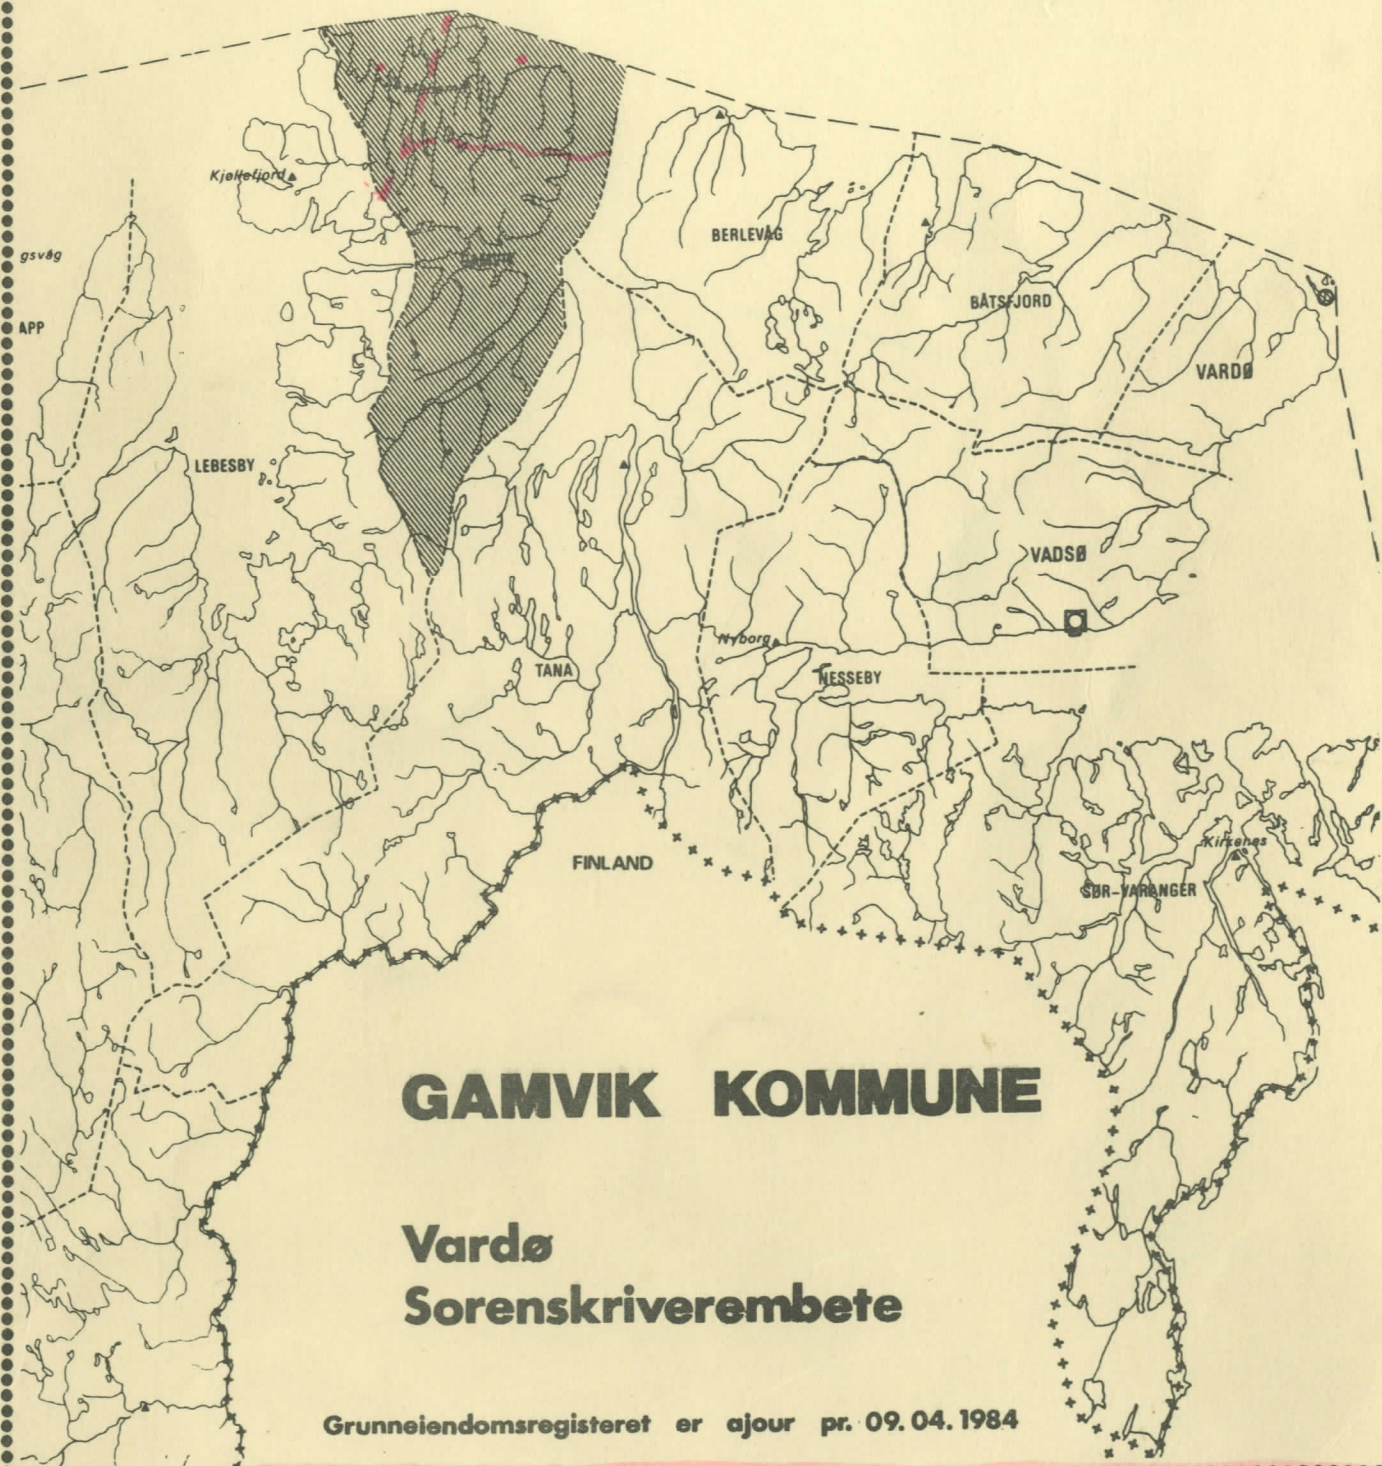 Kjøllefjord
GAMVIK
BERLEVÅG
gsvåg
BÅTSFJORD
APP
VARDØ
LEBESBY
VADSØ
Nyborg
TANA
NESSEBY
Kirkenes
FINLAND
SØR-VARANGER
GAMVIK KOMMUNE
Vardø
Sorenskriverembete
Grunneiendomsregisteret er ajour pr. 09.04.1984